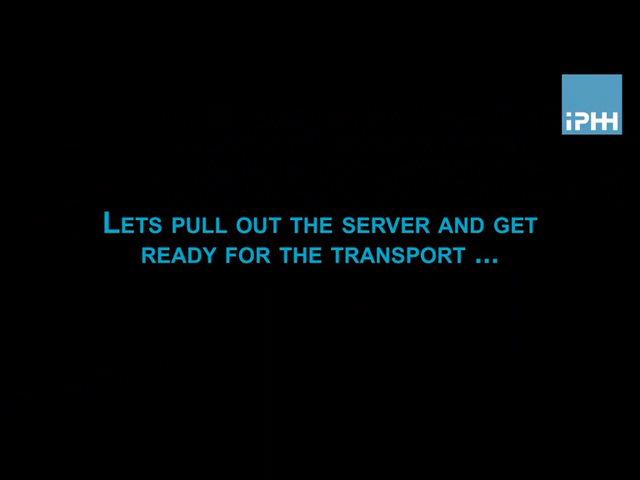 iPHH
Lets pull out the server and get
ready for the transport ...